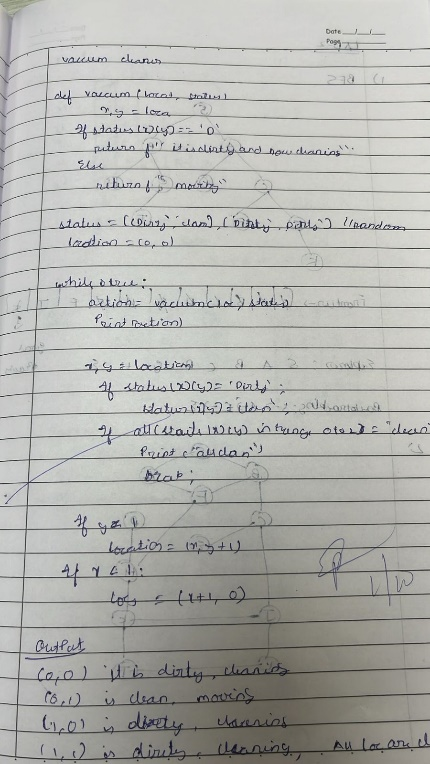 Date
Page
vaccum cleaner
def vaccum (locat, status)
x, y = loca
If status (x)(y) == 'D'
return f"" it is dirty and now cleaning"
Else
return f" moving"
status = [(Dirty, clean), (Dirty, Dirty)] // random
location = (0, 0)
while true:
action = vaccum (loc, status)
Print action)
x, y = location
If status (x)(y) = 'Dirty' ;
status (x)(y) = 'clean' ;
If all (status (x)(y) in range 0 to 2) = "clean"
Print ("all clean")
break;
If y
location = (x, y+1)
If x < 1:
locs = (x+1, 0)
Output
(0,0) it is dirty, cleaning
(0,1) is clean, moving
(1,0) is dirty, cleaning
(1,1) is dirty, cleaning, All loc are cl